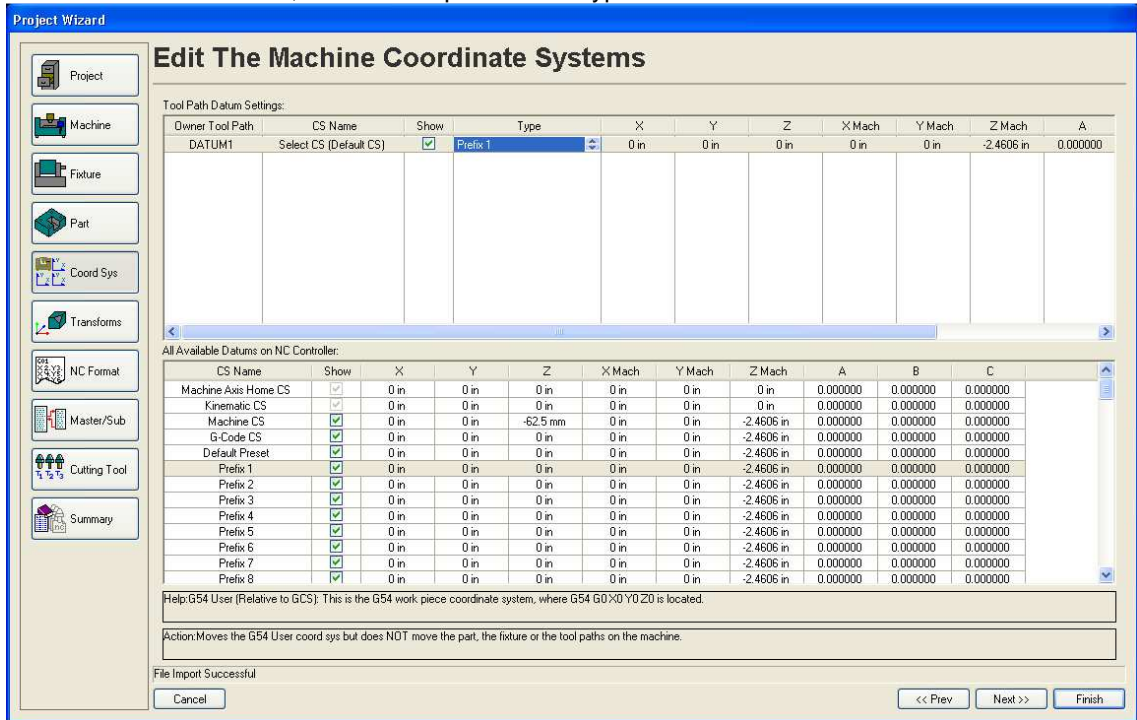 Project Wizard
Edit The Machine Coordinate Systems
Project
Machine
Fixture
Part
Coord Sys
Transforms
NC Format
Master/Sub
Cutting Tool
Summary
Tool Path Datum Settings:
Owner Tool Path CS Name Show Type X Y Z X Mach Y Mach Z Mach A
DATUM1 Select CS (Default CS) Prefix 1 0 in 0 in 0 in 0 in 0 in -2.4606 in 0.000000
All Available Datums on NC Controller:
CS Name Show X Y Z X Mach Y Mach Z Mach A B C
Machine Axis Home CS 0 in 0 in 0 in 0 in 0 in 0 in 0.000000 0.000000 0.000000
Kinematic CS 0 in 0 in 0 in 0 in 0 in 0 in 0.000000 0.000000 0.000000
Machine CS 0 in 0 in -62.5 mm 0 in 0 in -2.4606 in 0.000000 0.000000 0.000000
G-Code CS 0 in 0 in 0 in 0 in 0 in -2.4606 in 0.000000 0.000000 0.000000
Default Preset 0 in 0 in 0 in 0 in 0 in -2.4606 in 0.000000 0.000000 0.000000
Prefix 1 0 in 0 in 0 in 0 in 0 in -2.4606 in 0.000000 0.000000 0.000000
Prefix 2 0 in 0 in 0 in 0 in 0 in -2.4606 in 0.000000 0.000000 0.000000
Prefix 3 0 in 0 in 0 in 0 in 0 in -2.4606 in 0.000000 0.000000 0.000000
Prefix 4 0 in 0 in 0 in 0 in 0 in -2.4606 in 0.000000 0.000000 0.000000
Prefix 5 0 in 0 in 0 in 0 in 0 in -2.4606 in 0.000000 0.000000 0.000000
Prefix 6 0 in 0 in 0 in 0 in 0 in -2.4606 in 0.000000 0.000000 0.000000
Prefix 7 0 in 0 in 0 in 0 in 0 in -2.4606 in 0.000000 0.000000 0.000000
Prefix 8 0 in 0 in 0 in 0 in 0 in -2.4606 in 0.000000 0.000000 0.000000
Help:G54 User (Relative to GCS): This is the G54 work piece coordinate system, where G54 G0 X0 Y0 Z0 is located.
Action:Moves the G54 User coord sys but does NOT move the part, the fixture or the tool paths on the machine.
File Import Successful
Cancel << Prev Next >> Finish